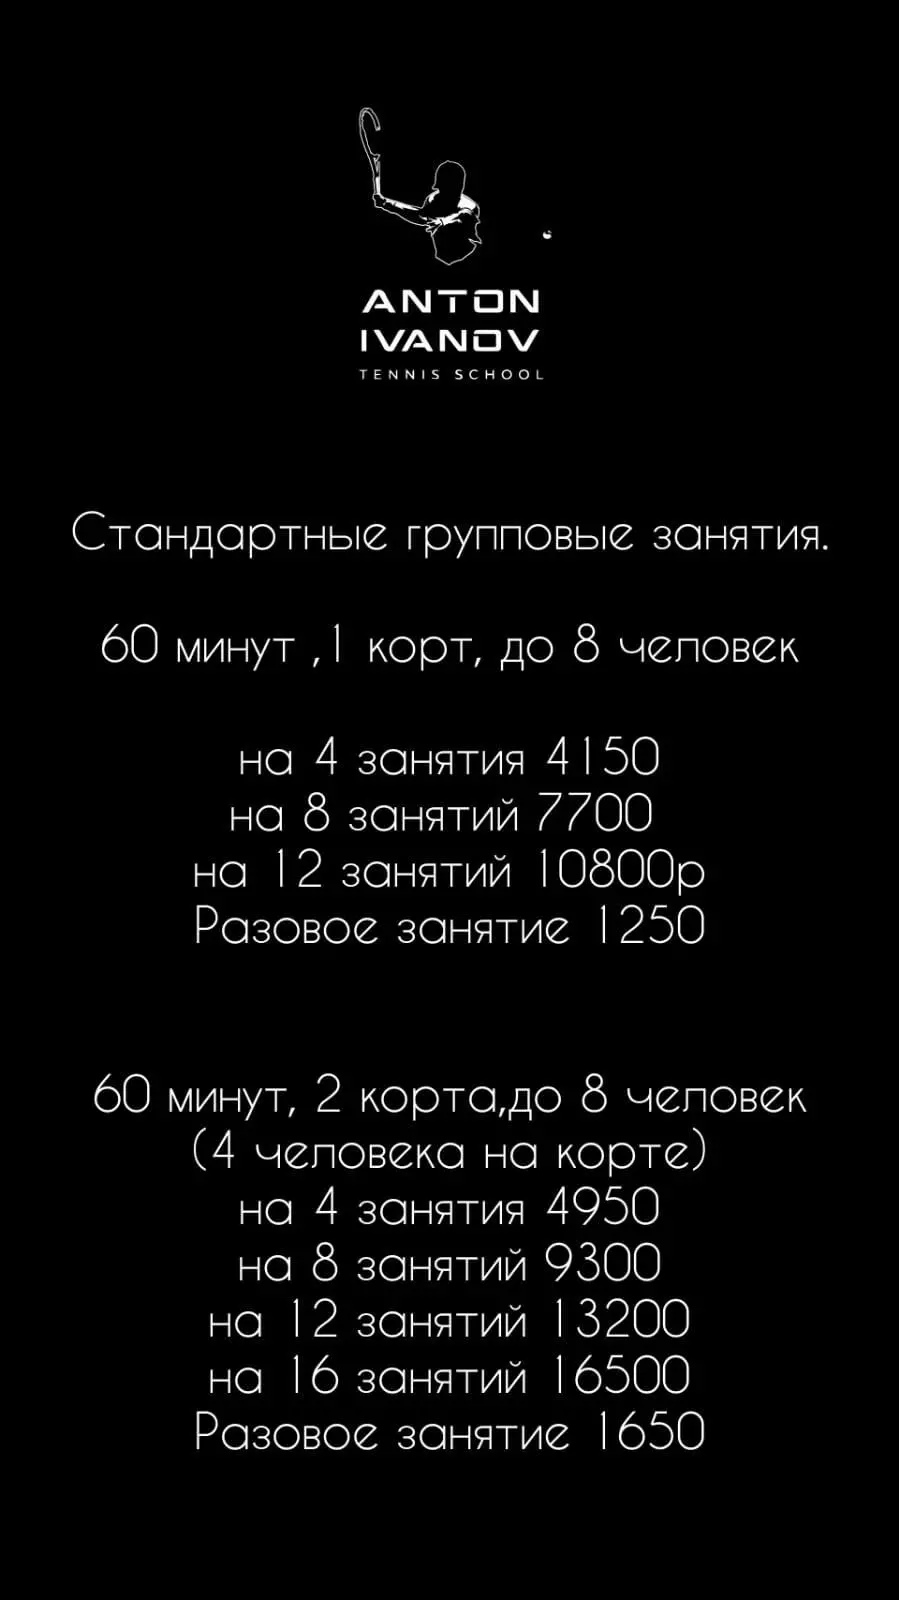 ANTON
IVANOV
TENNIS SCHOOL
Стандартные групповые занятия.
60 минут ,1 корт, до 8 человек
на 4 занятия 4150
на 8 занятий 7700
на 12 занятий 10800р
Разовое занятие 1250
60 минут, 2 корта,до 8 человек
(4 человека на корте)
на 4 занятия 4950
на 8 занятий 9300
на 12 занятий 13200
на 16 занятий 16500
Разовое занятие 1650